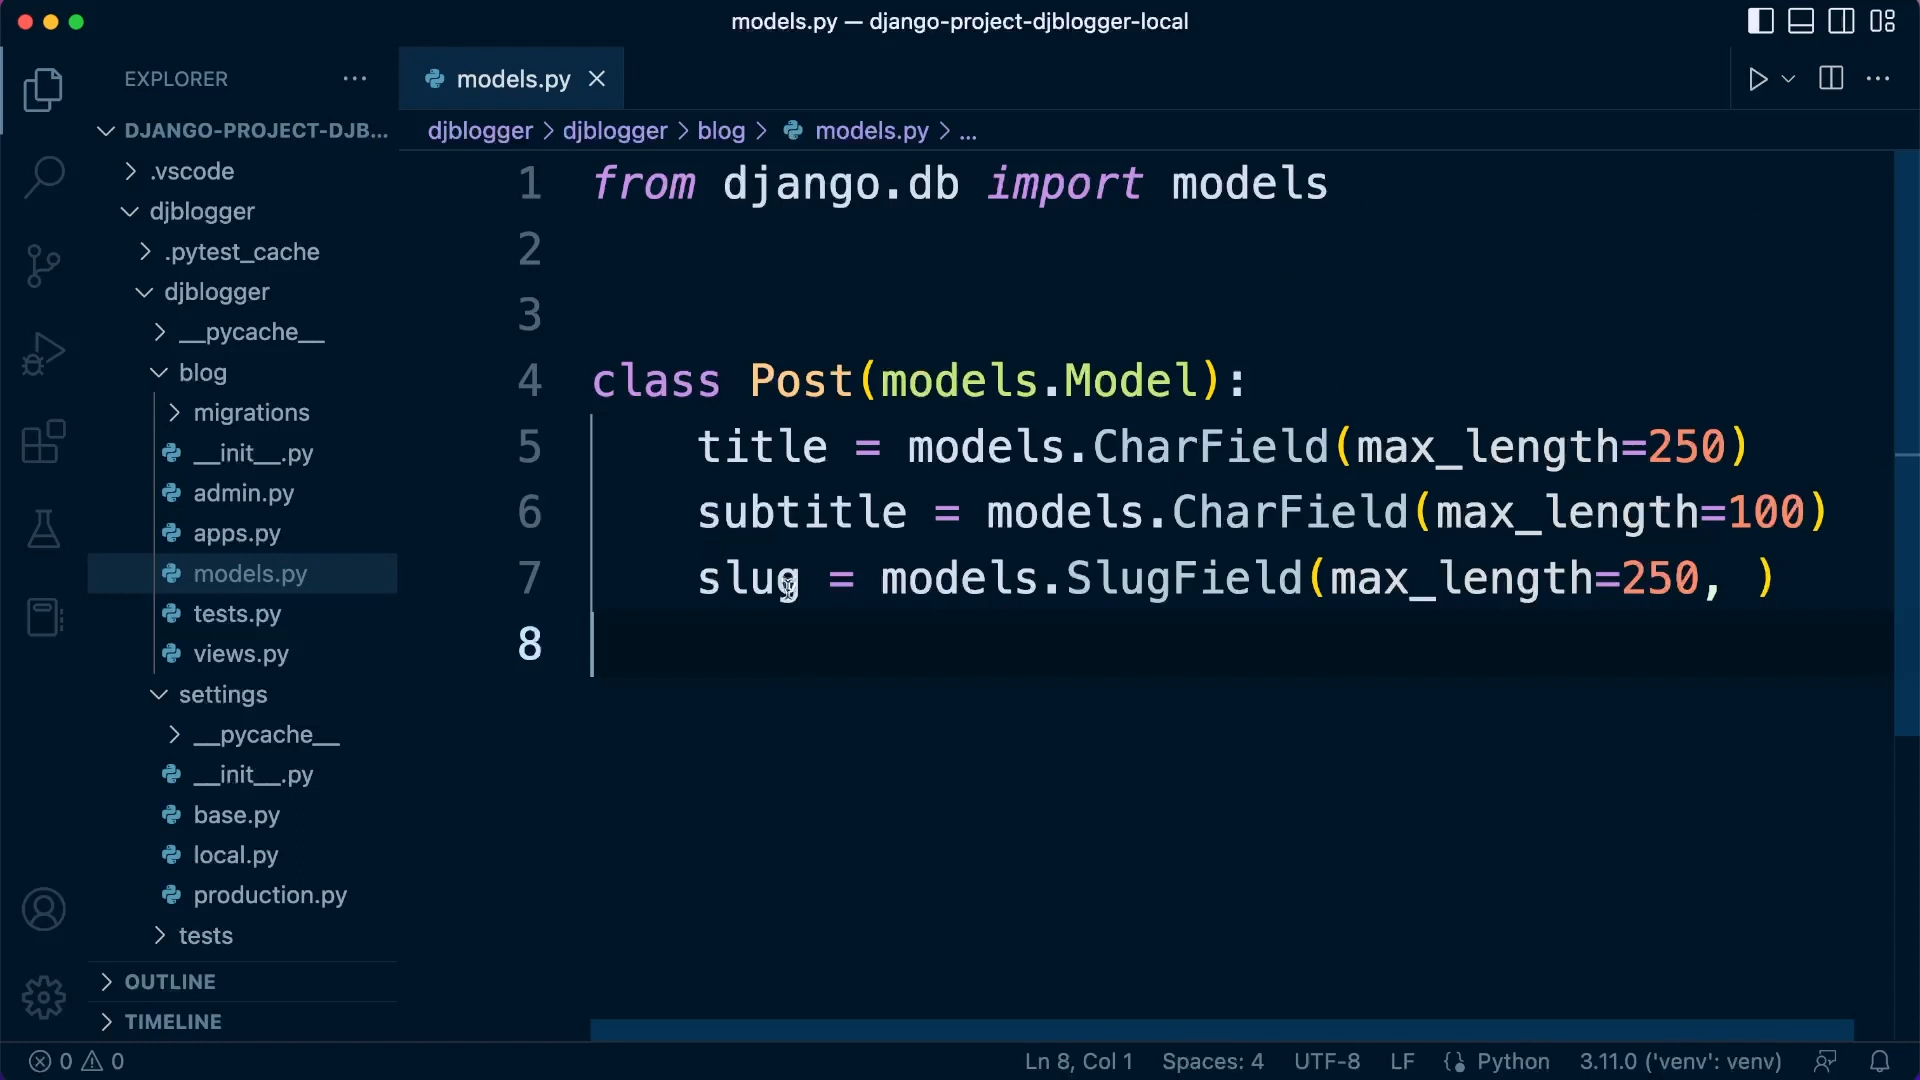 models.py — django-project-djblogger-local
EXPLORER
models.py
DJANGO-PROJECT-DJB...
djblogger > djblogger > blog > models.py > ...
.vscode
djblogger
.pytest_cache
djblogger
__pycache__
blog
migrations
__init__.py
admin.py
apps.py
models.py
tests.py
views.py
settings
__pycache__
__init__.py
base.py
local.py
production.py
tests
OUTLINE
TIMELINE
1 from django.db import models
2
3
4 class Post(models.Model):
5     title = models.CharField(max_length=250)
6     subtitle = models.CharField(max_length=100)
7     slug = models.SlugField(max_length=250, )
8
0 0
Ln 8, Col 1
Spaces: 4
UTF-8
LF
Python
3.11.0 ('venv': venv)